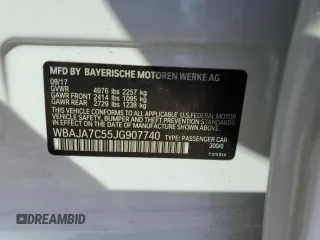 MFD BY BAYERISCHE MOTOREN WERKE AG
08/17
GVWR 4976 lbs 2257 kg
GAWR FRONT 2414 lbs 1095 kg
GAWR REAR 2729 lbs 1238 kg
THIS VEHICLE CONFORMS TO ALL APPLICABLE
FEDERAL MOTOR VEHICLE SAFETY, BUMPER
AND THEFT PREVENTION STANDARDS IN EFFECT
ON THE DATE OF MANUFACTURE SHOWN ABOVE.
WBAJA7C55JG907740 TYPE: PASSENGER CAR
300/0
DREAMBID